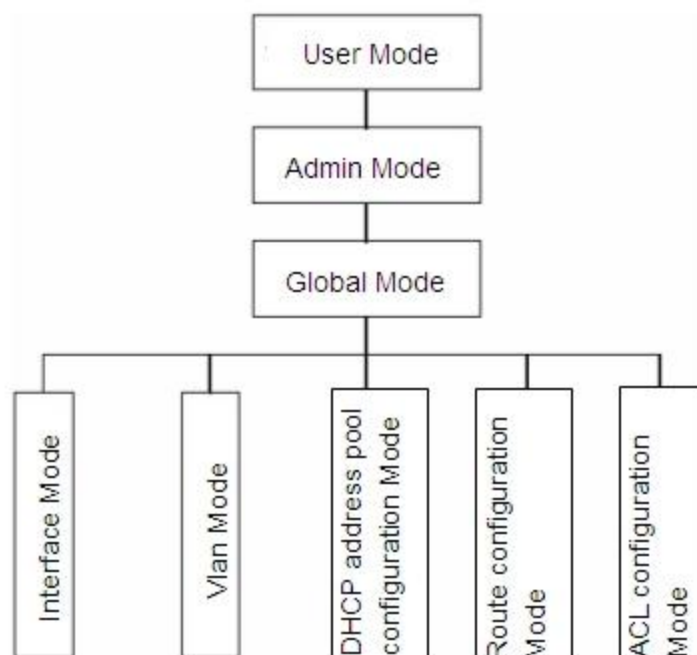 User Mode
Admin Mode
Global Mode
Interface Mode
Vlan Mode
DHCP address pool
configuration Mode
Route configuration
Mode
ACL configuration
Mode